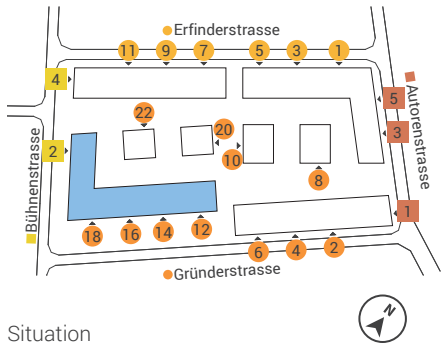 Erfinderstrasse
11 9 7 5 3 1
4
5
22
20
3
2
10
8
Autorenstrasse
Bühnenstrasse
18 16 14 12
1
6 4 2
Gründerstrasse
N
Situation